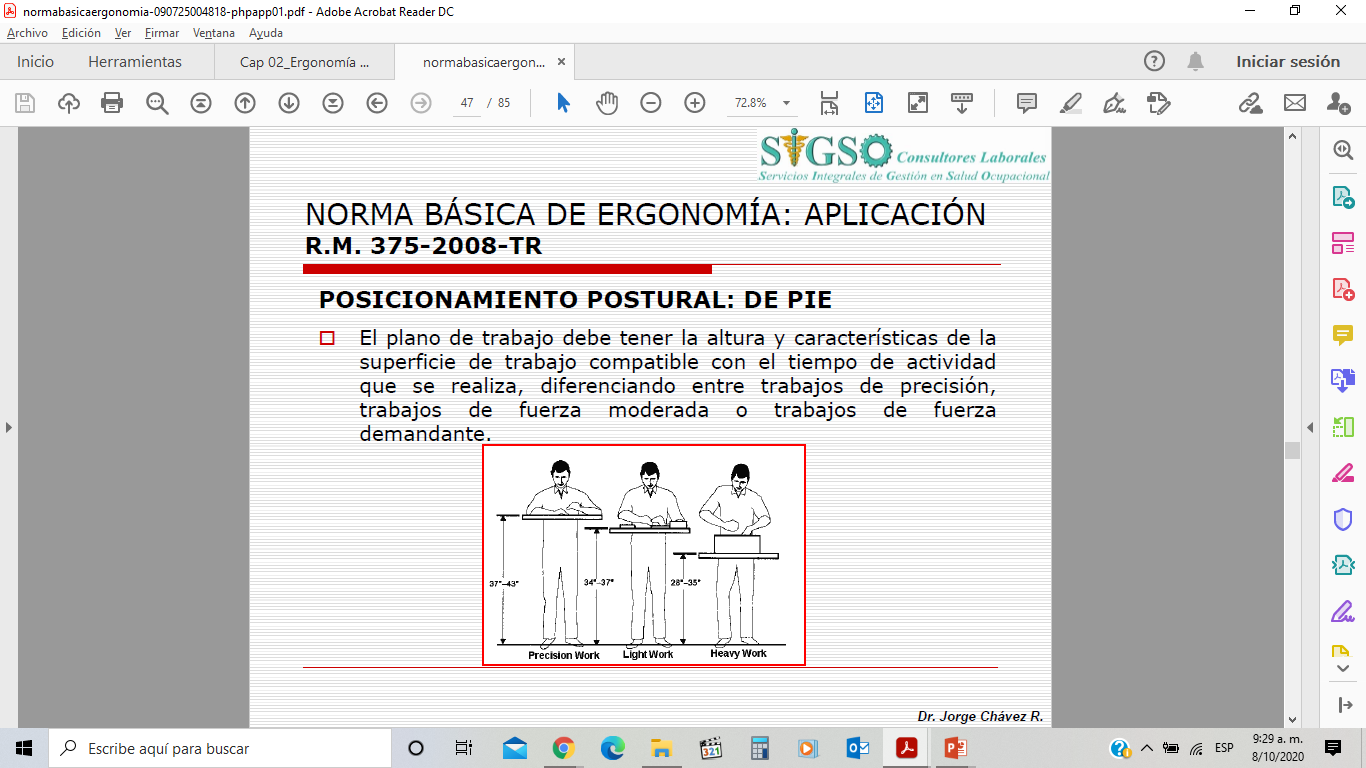 normabasicaergonomia-090725004818-phpapp01.pdf - Adobe Acrobat Reader DC
Archivo Edición Ver Firmar Ventana Ayuda
Inicio Herramientas Cap 02_Ergonomía ... normabasicaergon... × Iniciar sesión
47 / 85 72.8%
SIGSO Consultores Laborales
Servicios Integrales de Gestión en Salud Ocupacional
NORMA BÁSICA DE ERGONOMÍA: APLICACIÓN
R.M. 375-2008-TR
POSICIONAMIENTO POSTURAL: DE PIE
El plano de trabajo debe tener la altura y características de la
superficie de trabajo compatible con el tiempo de actividad
que se realiza, diferenciando entre trabajos de precisión,
trabajos de fuerza moderada o trabajos de fuerza
demandante.
37"–43" 34"–37" 28"–35"
Precision Work Light Work Heavy Work
Dr. Jorge Chávez R.
Escribe aquí para buscar
321
ESP
9:29 a. m.
8/10/2020